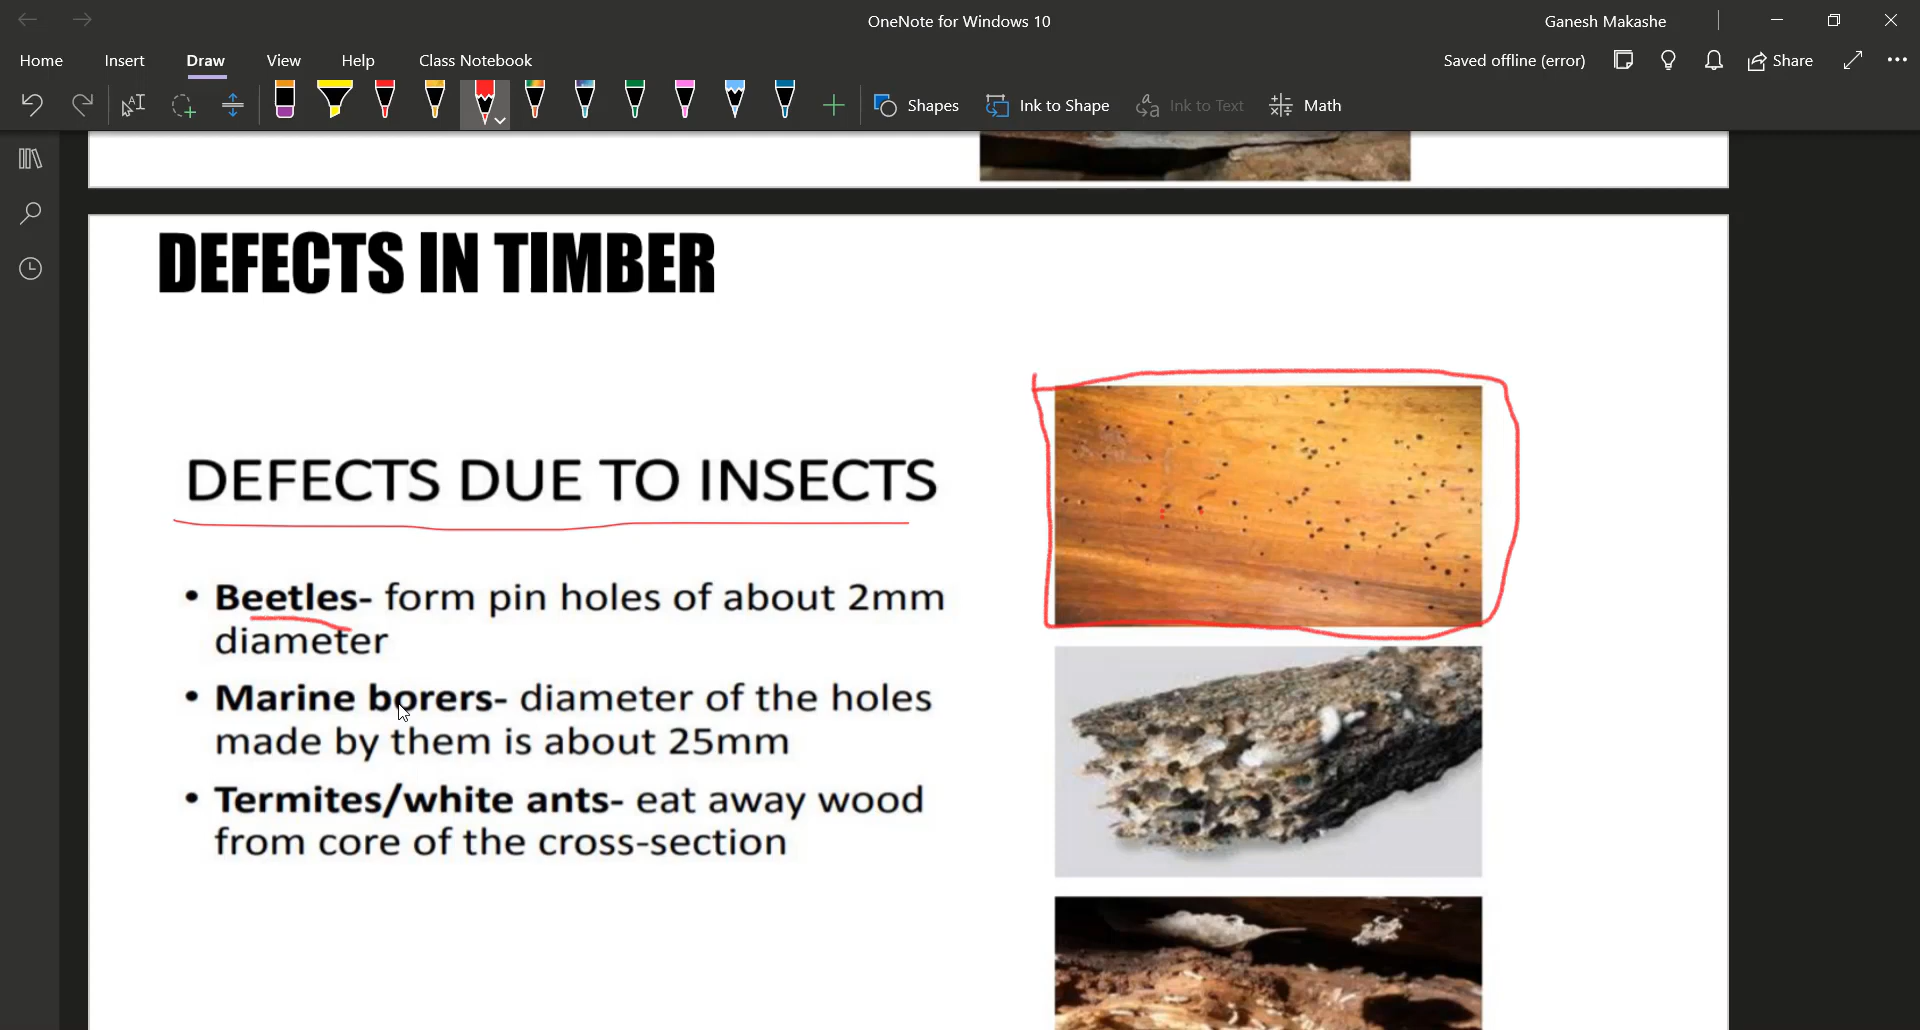 OneNote for Windows 10
Ganesh Makashe
Home Insert Draw View Help Class Notebook
Saved offline (error) Share
Shapes Ink to Shape Ink to Text Math
DEFECTS IN TIMBER
DEFECTS DUE TO INSECTS
• Beetles- form pin holes of about 2mm
diameter
• Marine borers- diameter of the holes
made by them is about 25mm
• Termites/white ants- eat away wood
from core of the cross-section